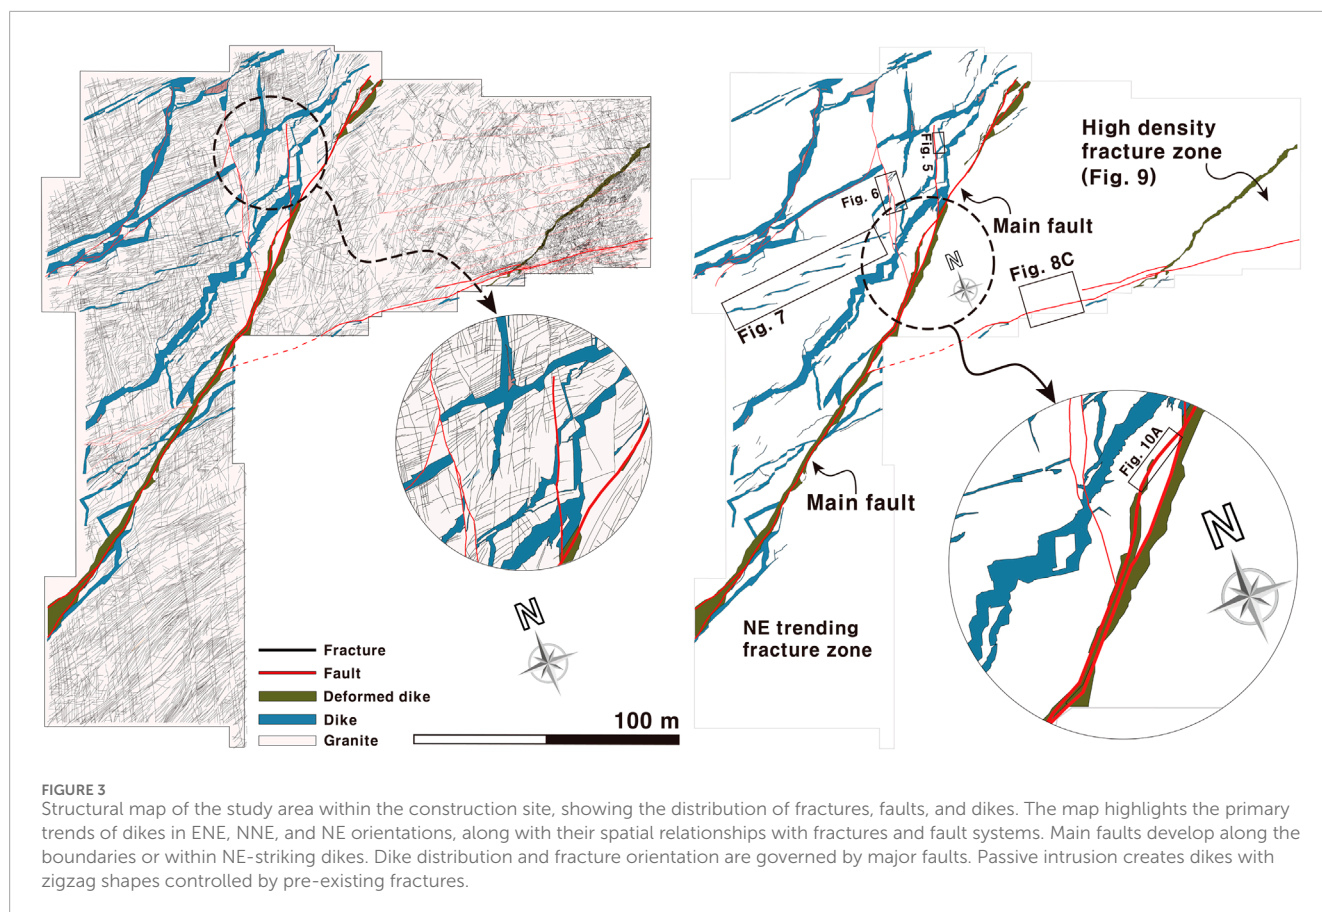 High density
fracture zone
(Fig. 9)
Fig. 5
Fig. 6
Main fault
N
Fig. 8C
Fig. 7
Fig. 10A
Main fault
N
N
NE trending
fracture zone
Fracture
Fault
Deformed dike
Dike
Granite
100 m
FIGURE 3
Structural map of the study area within the construction site, showing the distribution of fractures, faults, and dikes. The map highlights the primary
trends of dikes in ENE, NNE, and NE orientations, along with their spatial relationships with fractures and fault systems. Main faults develop along the
boundaries or within NE-striking dikes. Dike distribution and fracture orientation are governed by major faults. Passive intrusion creates dikes with
zigzag shapes controlled by pre-existing fractures.